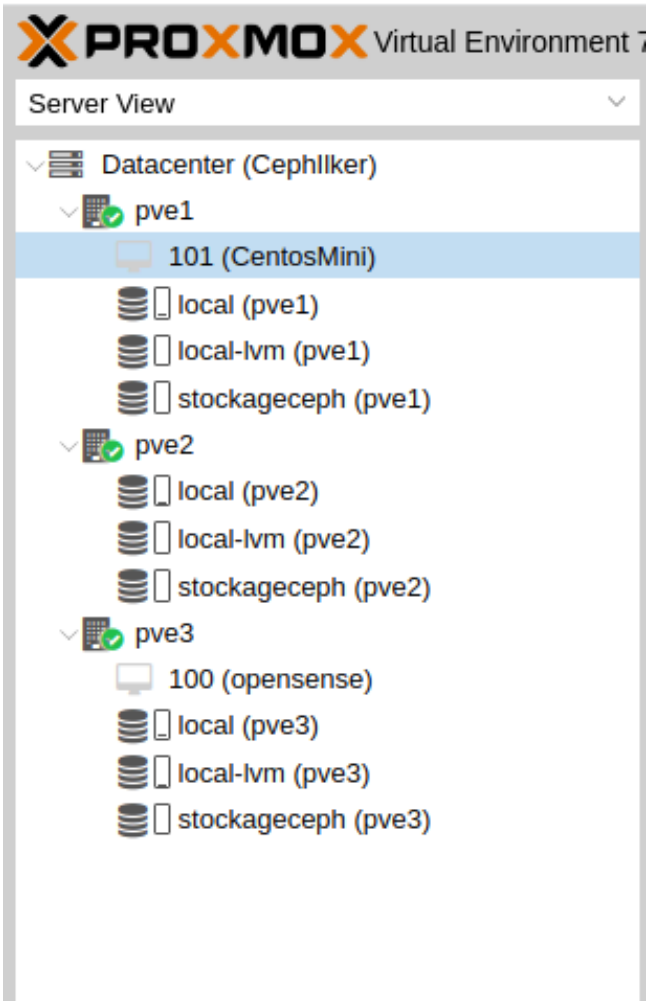 PROXMOX Virtual Environment 7
Server View
Datacenter (CephIlker)
pve1
101 (CentosMini)
local (pve1)
local-lvm (pve1)
stockageceph (pve1)
pve2
local (pve2)
local-lvm (pve2)
stockageceph (pve2)
pve3
100 (opensense)
local (pve3)
local-lvm (pve3)
stockageceph (pve3)